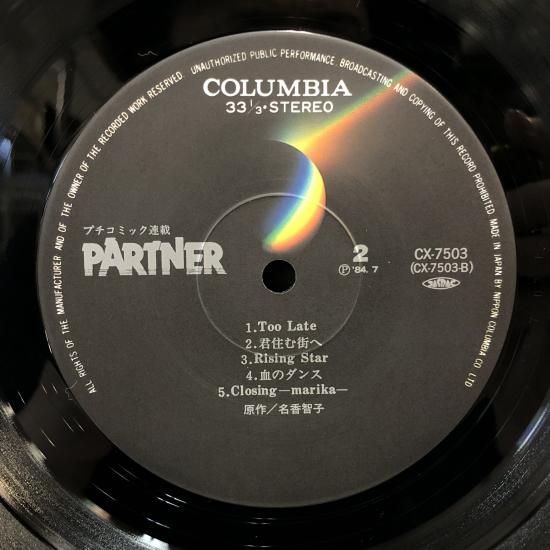 ALL RIGHTS OF THE MANUFACTURER AND OF THE OWNER OF THE RECORDED WORK RESERVED. UNAUTHORIZED PUBLIC PERFORMANCE. BROADCASTING AND COPYING OF THIS RECORD PROHIBITED MADE IN JAPAN BY NIPPON COLUMBIA CO LTD
COLUMBIA
33 1/3・STEREO
プチコミック連載
PARTNER
2
Ⓟ '84. 7
CX-7503
(CX-7503-B)
JASRAC
1.Too Late
2.君住む街へ
3.Rising Star
4.血のダンス
5.Closing—marika—
原作／名香智子